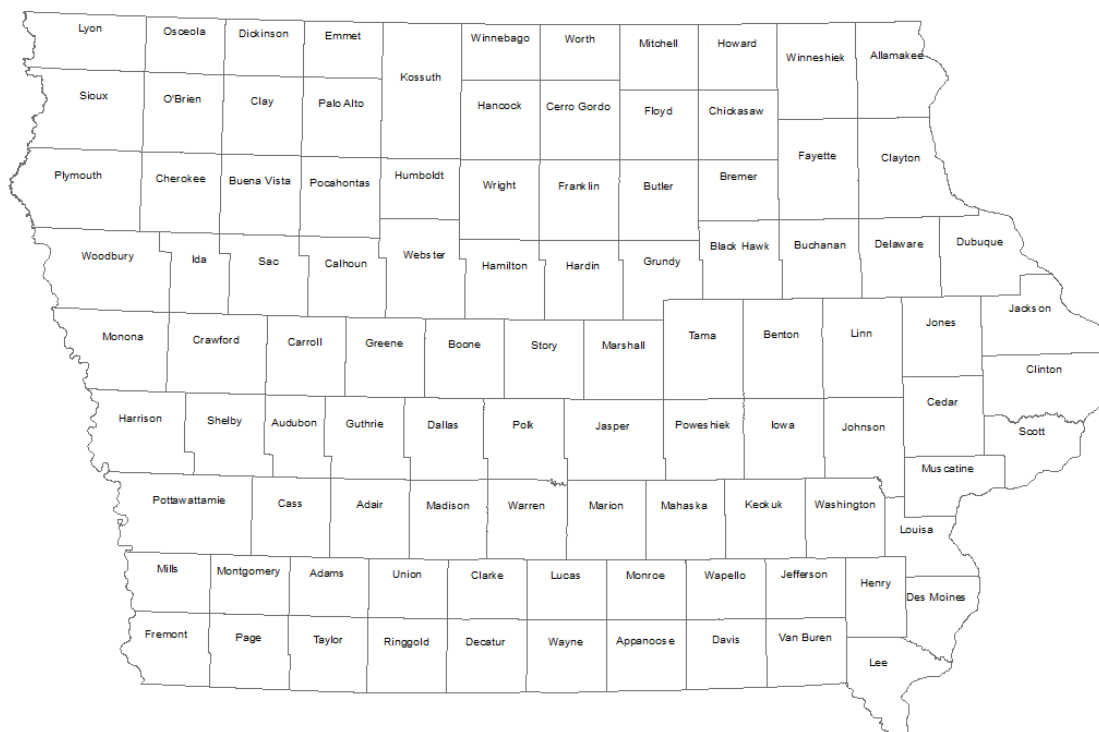 Lyon
Osceola
Dickinson
Emmet
Kossuth
Winnebago
Worth
Mitchell
Howard
Winneshiek
Allamakee
Sioux
O'Brien
Clay
Palo Alto
Hancock
Cerro Gordo
Floyd
Chickasaw
Fayette
Clayton
Plymouth
Cherokee
Buena Vista
Pocahontas
Humboldt
Wright
Franklin
Butler
Bremer
Woodbury
Ida
Sac
Calhoun
Webster
Hamilton
Hardin
Grundy
Black Hawk
Buchanan
Delaware
Dubuque
Monona
Crawford
Carroll
Greene
Boone
Story
Marshall
Tama
Benton
Linn
Jones
Jackson
Clinton
Harrison
Shelby
Audubon
Guthrie
Dallas
Polk
Jasper
Poweshiek
Iowa
Johnson
Cedar
Scott
Muscatine
Pottawattamie
Cass
Adair
Madison
Warren
Marion
Mahaska
Keokuk
Washington
Louisa
Mills
Montgomery
Adams
Union
Clarke
Lucas
Monroe
Wapello
Jefferson
Henry
Des Moines
Fremont
Page
Taylor
Ringgold
Decatur
Wayne
Appanoose
Davis
Van Buren
Lee